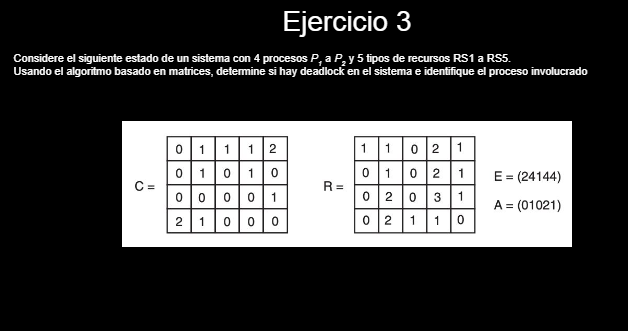 Ejercicio 3
Considere el siguiente estado de un sistema con 4 procesos P1 a P2 y 5 tipos de recursos RS1 a RS5.
Usando el algoritmo basado en matrices, determine si hay deadlock en el sistema e identifique el proceso involucrado
C =
0 1 1 1 2
0 1 0 1 0
0 0 0 0 1
2 1 0 0 0
R =
1 1 0 2 1
0 1 0 2 1
0 2 0 3 1
0 2 1 1 0
E = (24144)
A = (01021)